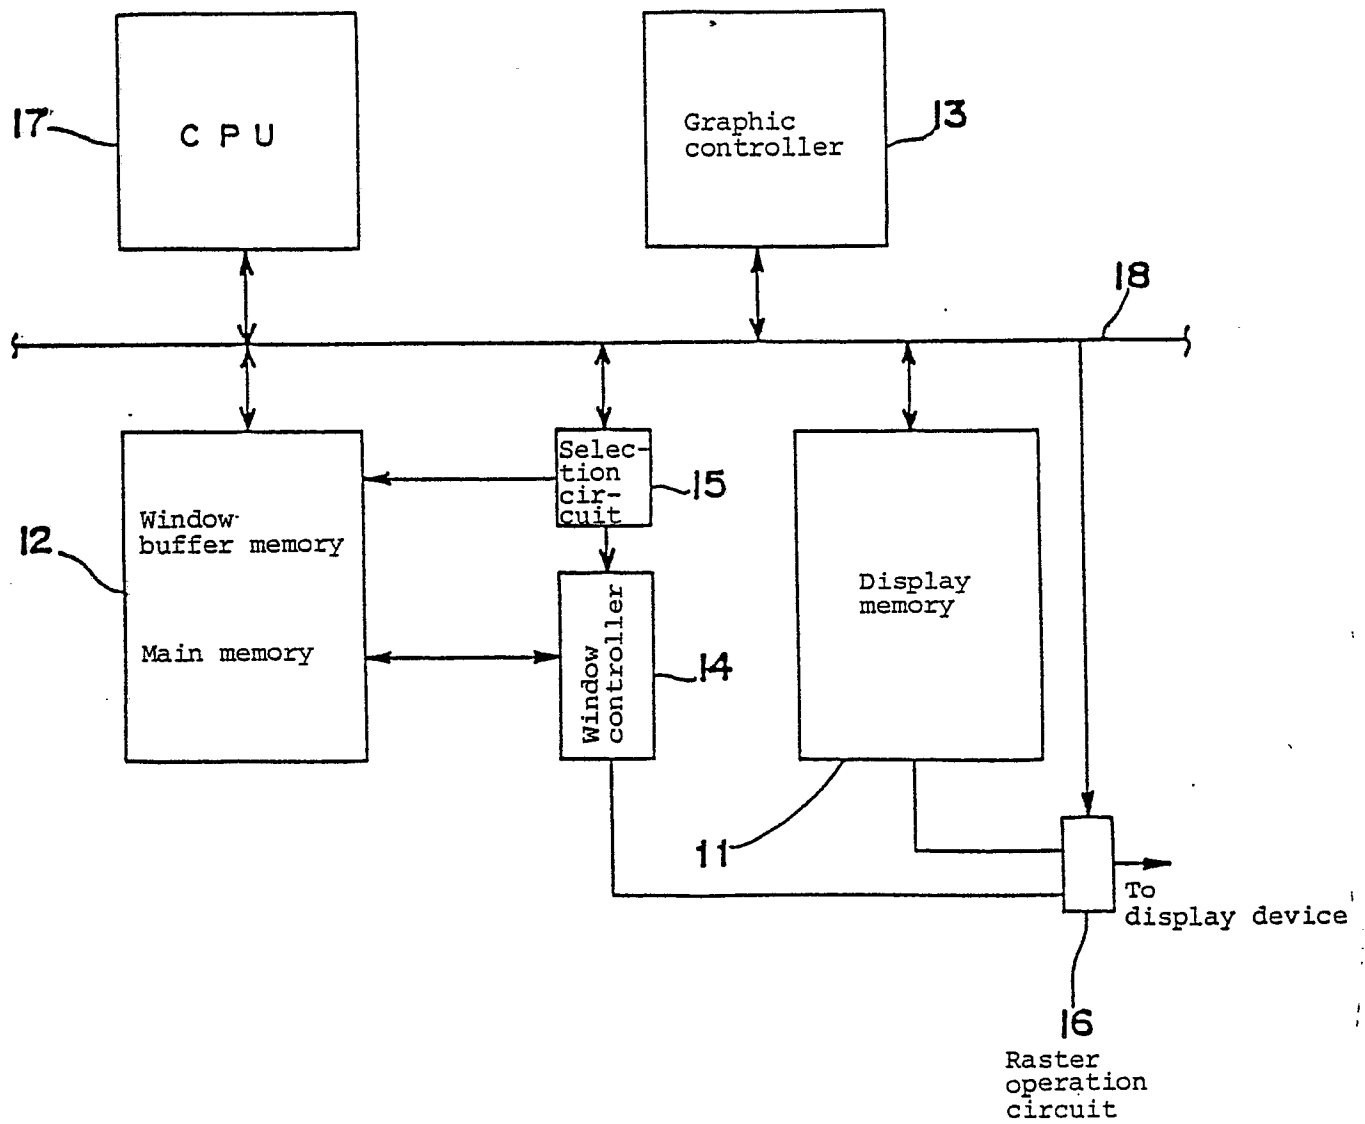 17
C P U
Graphic
controller
13
18
Selec-
tion
cir-
cuit
15
12
Window
buffer memory
Main memory
Window
controller
14
Display
memory
11
To
display device
16
Raster
operation
circuit